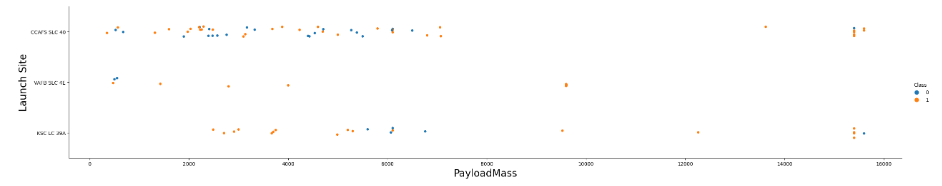 CCAFS SLC 40
VAFB SLC 4E
KSC LC 39A
Launch Site
0
2000
4000
6000
8000
10000
12000
14000
16000
PayloadMass
Class
0
1